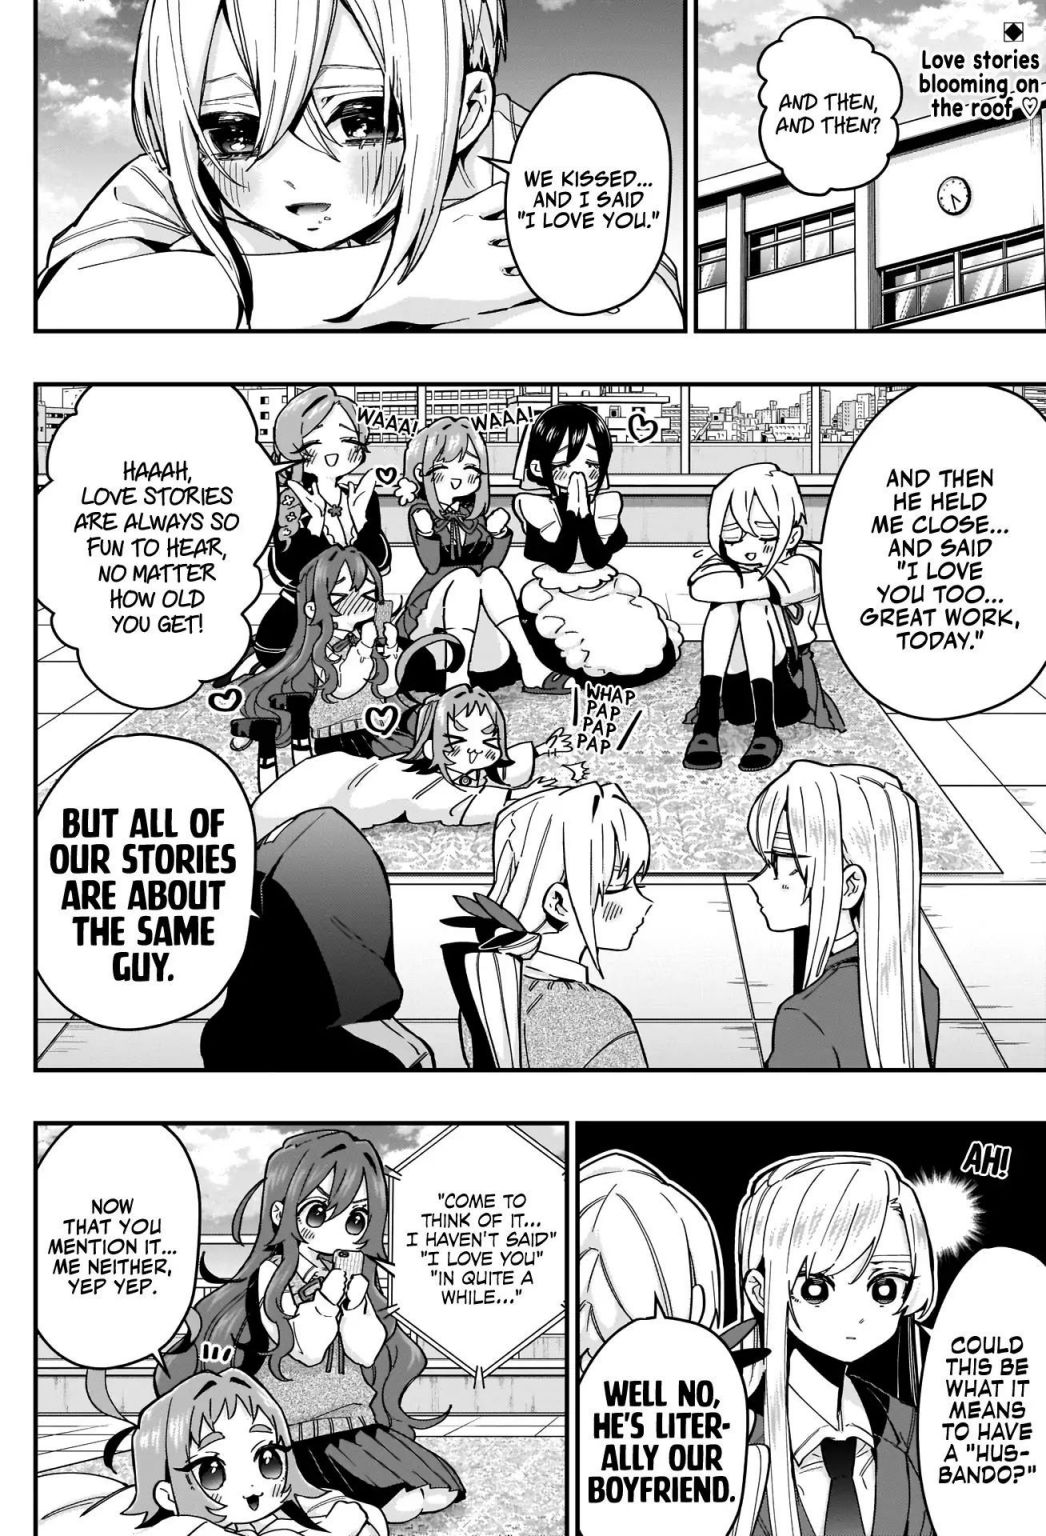 Love stories
blooming on
the roof ♡
AND THEN,
AND THEN?
WE KISSED...
AND I SAID
"I LOVE YOU."
AND THEN
HE HELD
ME CLOSE...
AND SAID
"I LOVE
YOU TOO...
GREAT WORK,
TODAY."
WAAA!
WAAA!
HAAAH,
LOVE STORIES
ARE ALWAYS SO
FUN TO HEAR,
NO MATTER
HOW OLD
YOU GET!
WHAP
PAP
PAP
PAP
BUT ALL OF
OUR STORIES
ARE ABOUT
THE SAME
GUY.
AH!
COULD
THIS BE
WHAT IT
MEANS
TO HAVE
A "HUS-
BANDO?"
WELL NO,
HE'S LITER-
ALLY OUR
BOYFRIEND.
"COME TO
THINK OF IT...
I HAVEN'T SAID"
"I LOVE YOU"
"IN QUITE A
WHILE..."
NOW
THAT YOU
MENTION IT...
ME NEITHER,
YEP YEP.